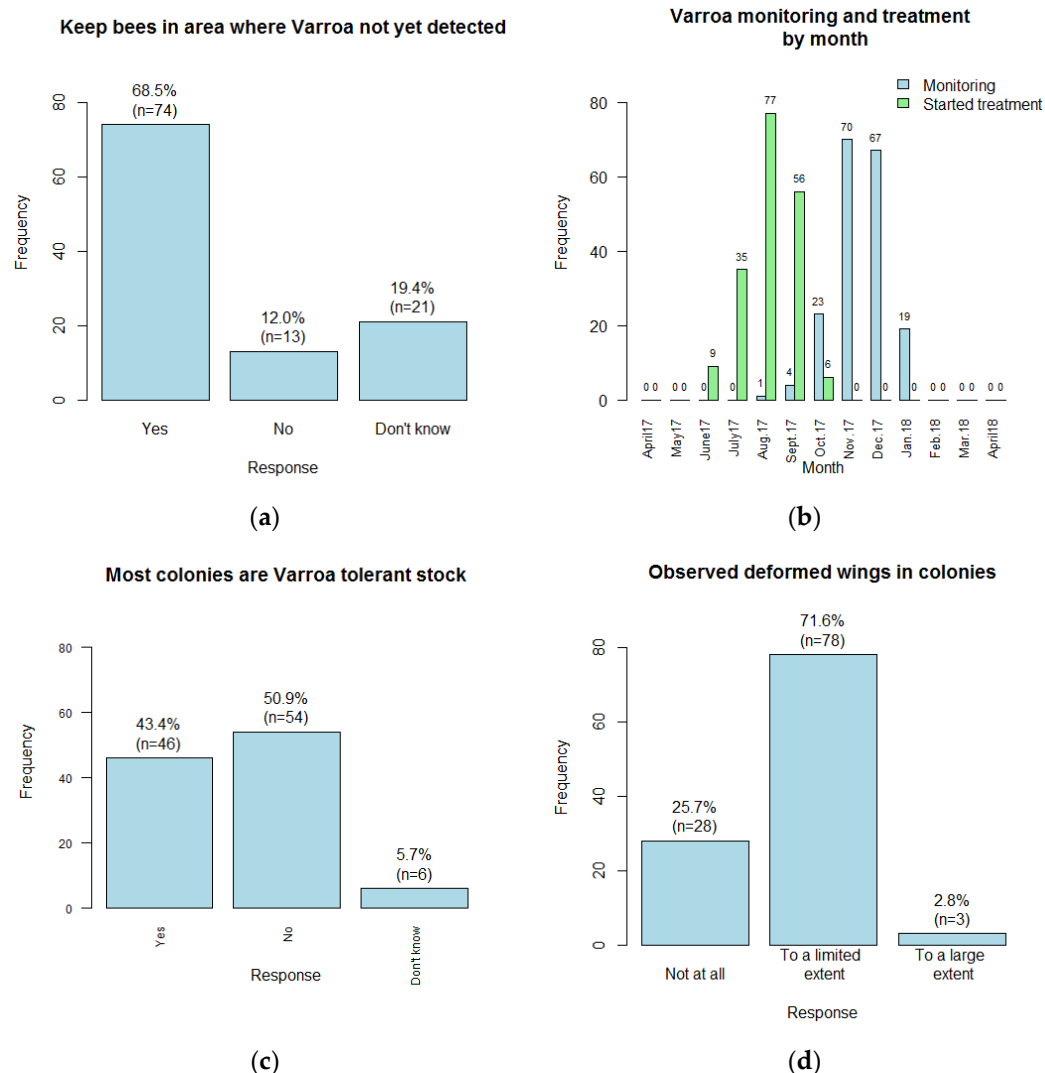 Keep bees in area where Varroa not yet detected
Frequency
0
20
40
60
80
68.5%
(n=74)
12.0%
(n=13)
19.4%
(n=21)
Yes No Don't know
Response
(a)
Varroa monitoring and treatment
by month
Monitoring
Started treatment
Frequency
0
20
40
60
80
0 0 0 0 0 9 0 35 1 77 4 56 23 6 70 0 67 0 19 0 0 0 0 0 0 0
April17 May17 June17 July17 Aug.17 Sept.17 Oct.17 Nov.17 Dec.17 Jan.18 Feb.18 Mar.18 April18
Month
(b)
Most colonies are Varroa tolerant stock
Frequency
0
20
40
60
80
43.4%
(n=46)
50.9%
(n=54)
5.7%
(n=6)
Yes No Don't know
Response
(c)
Observed deformed wings in colonies
Frequency
0
20
40
60
80
25.7%
(n=28)
71.6%
(n=78)
2.8%
(n=3)
Not at all
To a limited
extent
To a large
extent
Response
(d)